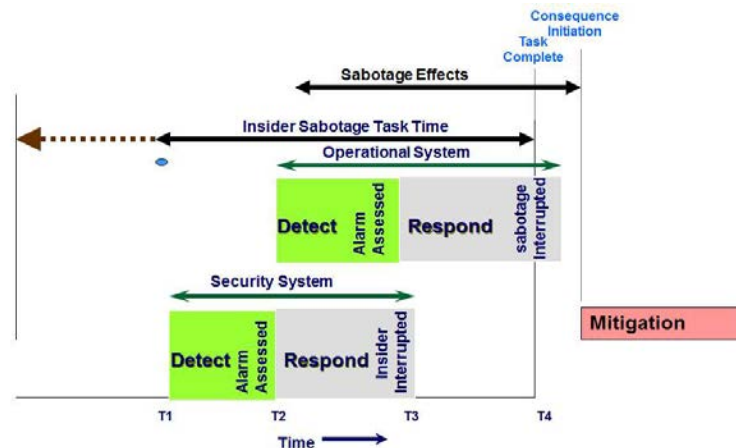 Consequence
Initiation
Task
Complete
Sabotage Effects
Insider Sabotage Task Time
Operational System
Detect
Alarm
Assessed
Respond
sabotage
Interrupted
Security System
Detect
Alarm
Assessed
Respond
Insider
Interrupted
Mitigation
T1
T2
T3
T4
Time